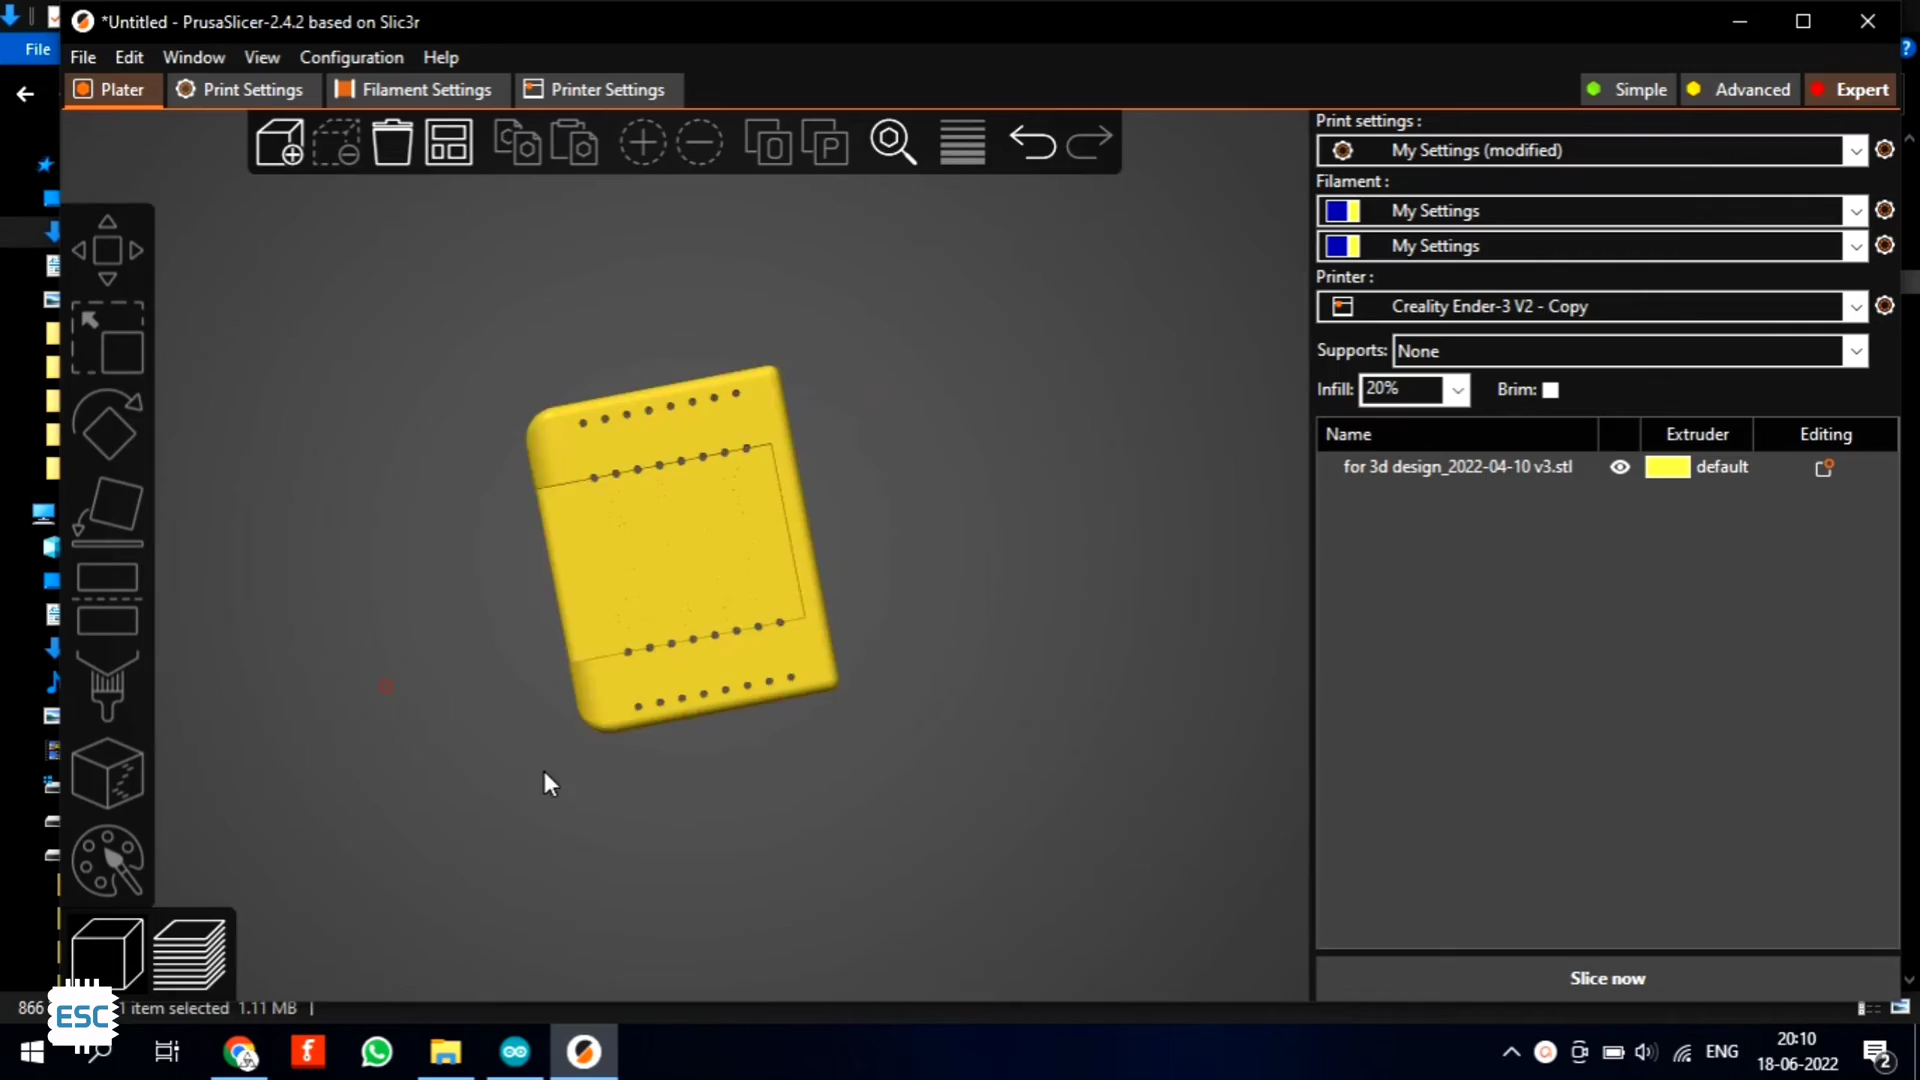 *Untitled - PrusaSlicer-2.4.2 based on Slic3r
File
File Edit Window View Configuration Help
Plater Print Settings Filament Settings Printer Settings
Simple Advanced Expert
Print settings :
My Settings (modified)
Filament :
My Settings
My Settings
Printer :
Creality Ender-3 V2 - Copy
Supports: None
Infill: 20% Brim:
Name Extruder Editing
for 3d design_2022-04-10 v3.stl default
Slice now
866 1 item selected 1.11 MB
ESC
ENG
20:10
18-06-2022
2